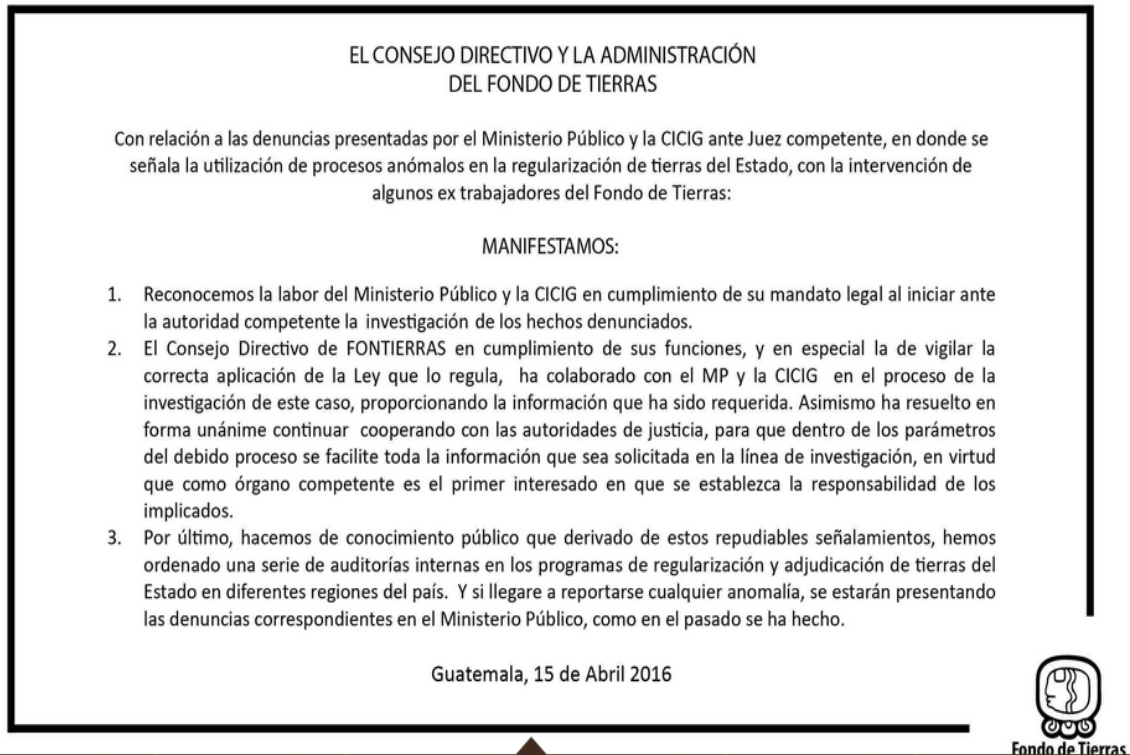 EL CONSEJO DIRECTIVO Y LA ADMINISTRACIÓN
DEL FONDO DE TIERRAS
Con relación a las denuncias presentadas por el Ministerio Público y la CICIG ante Juez competente, en donde se
señala la utilización de procesos anómalos en la regularización de tierras del Estado, con la intervención de
algunos ex trabajadores del Fondo de Tierras:
MANIFESTAMOS:
1. Reconocemos la labor del Ministerio Público y la CICIG en cumplimiento de su mandato legal al iniciar ante
la autoridad competente la investigación de los hechos denunciados.
2. El Consejo Directivo de FONTIERRAS en cumplimiento de sus funciones, y en especial la de vigilar la
correcta aplicación de la Ley que lo regula, ha colaborado con el MP y la CICIG en el proceso de la
investigación de este caso, proporcionando la información que ha sido requerida. Asimismo ha resuelto en
forma unánime continuar cooperando con las autoridades de justicia, para que dentro de los parámetros
del debido proceso se facilite toda la información que sea solicitada en la línea de investigación, en virtud
que como órgano competente es el primer interesado en que se establezca la responsabilidad de los
implicados.
3. Por último, hacemos de conocimiento público que derivado de estos repudiables señalamientos, hemos
ordenado una serie de auditorías internas en los programas de regularización y adjudicación de tierras del
Estado en diferentes regiones del país. Y si llegare a reportarse cualquier anomalía, se estarán presentando
las denuncias correspondientes en el Ministerio Público, como en el pasado se ha hecho.
Guatemala, 15 de Abril 2016
Fondo de Tierras